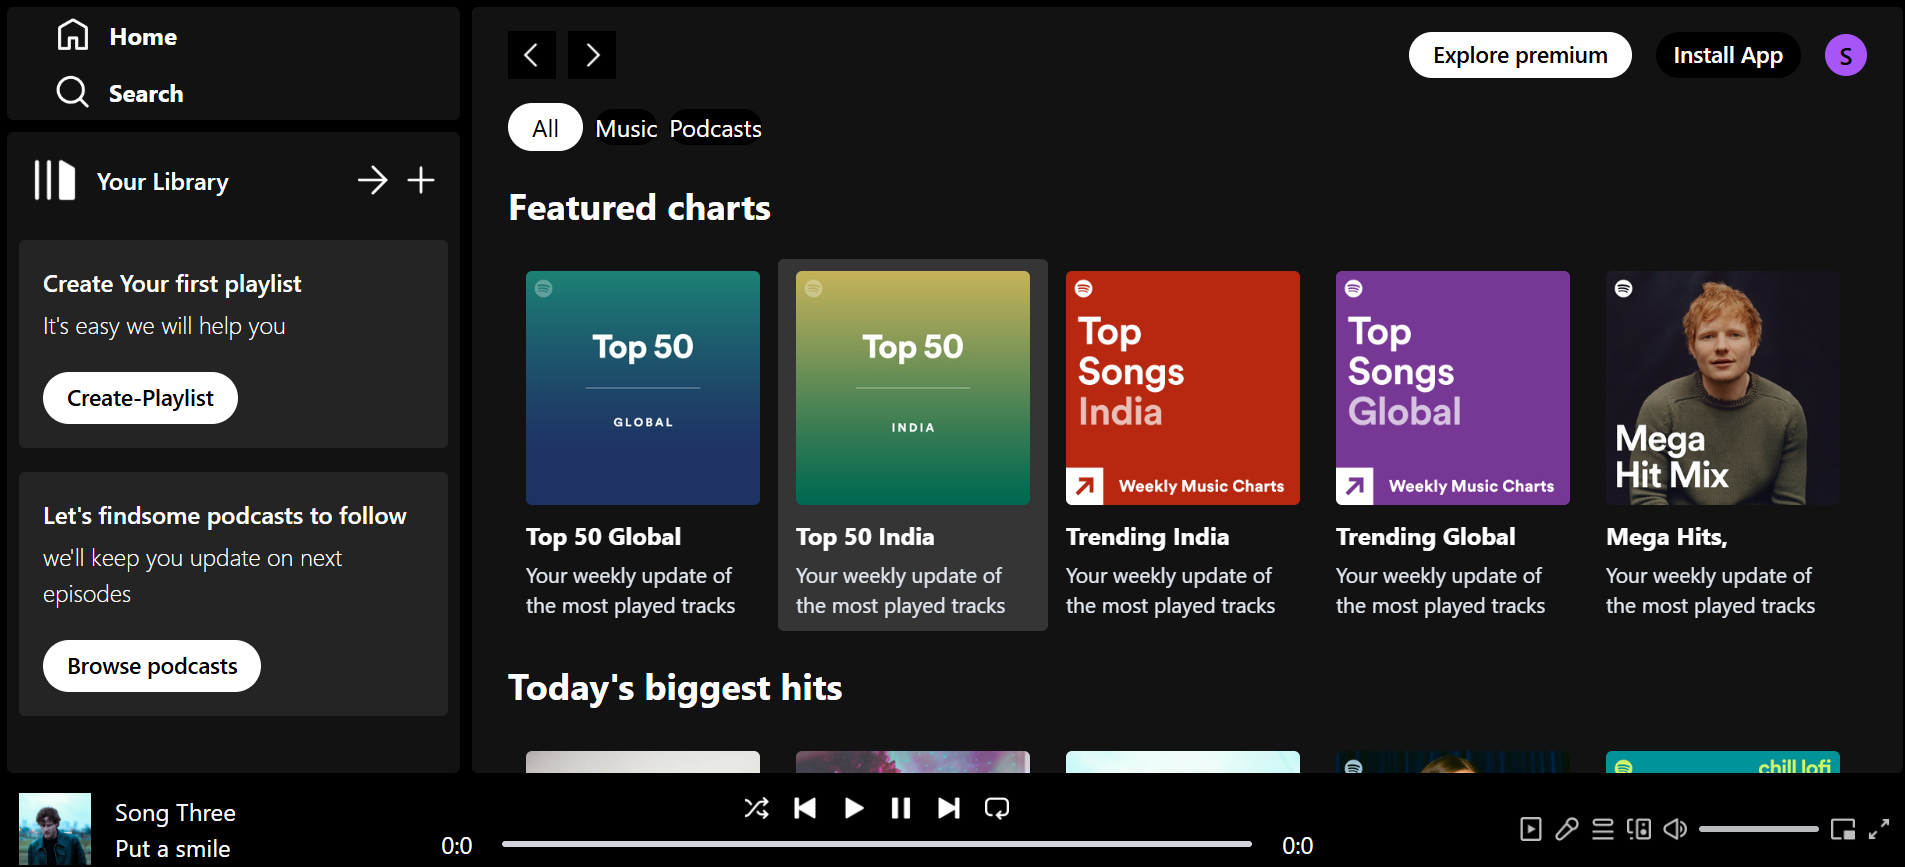 Home
Search
Your Library
Create Your first playlist
It's easy we will help you
Create-Playlist
Let's findsome podcasts to follow
we'll keep you update on next
episodes
Browse podcasts
Explore premium
Install App
S
All
Music
Podcasts
Featured charts
Top 50
GLOBAL
Top 50 Global
Your weekly update of
the most played tracks
Top 50
INDIA
Top 50 India
Your weekly update of
the most played tracks
Top
Songs
India
Weekly Music Charts
Trending India
Your weekly update of
the most played tracks
Top
Songs
Global
Weekly Music Charts
Trending Global
Your weekly update of
the most played tracks
Mega
Hit Mix
Mega Hits,
Your weekly update of
the most played tracks
Today's biggest hits
chill lofi
Song Three
Put a smile
0:0
0:0